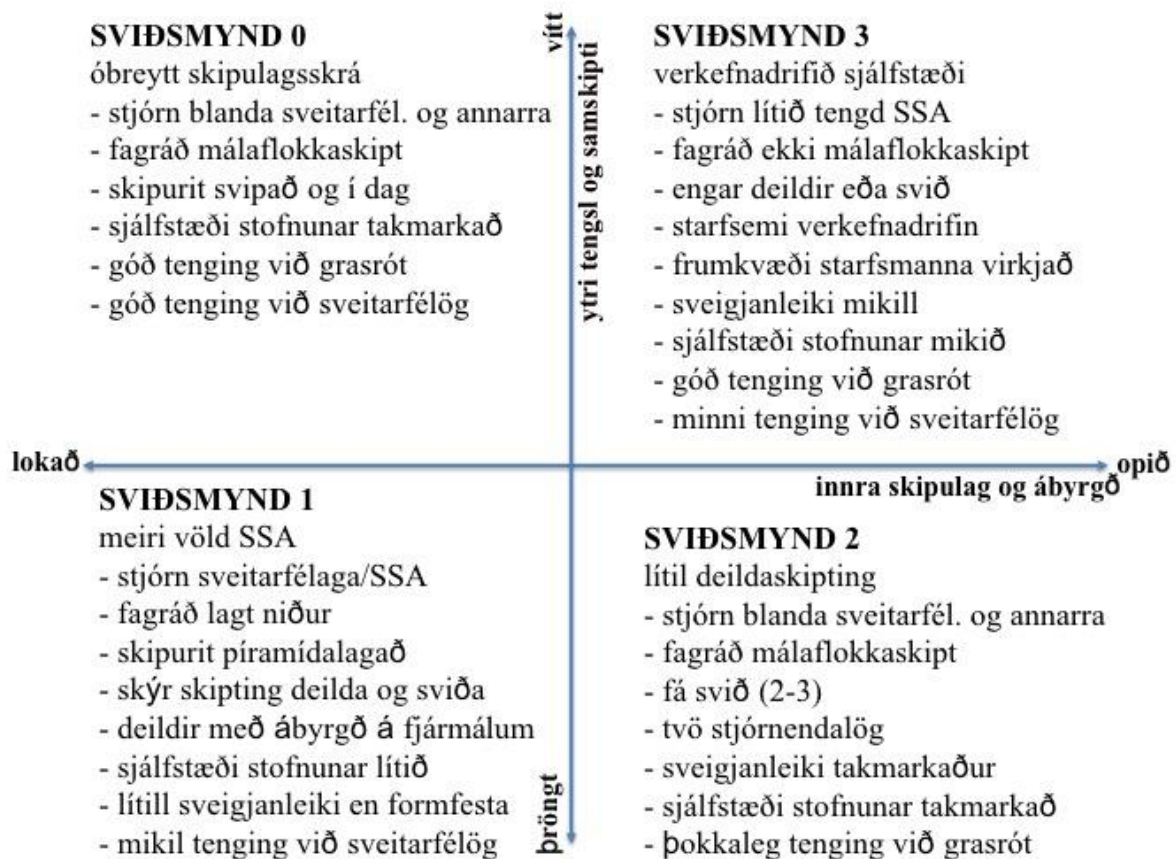 SVIÐSMYND 0
óbreytt skipulagsskrá
- stjórn blanda sveitarfél. og annarra
- fagráð málaflokkaskipt
- skipurit svipað og í dag
- sjálfstæði stofnunar takmarkað
- góð tenging við grasrót
- góð tenging við sveitarfélög
vítt
ytri tengsl og samskipti
SVIÐSMYND 3
verkefnadrifið sjálfstæði
- stjórn lítið tengd SSA
- fagráð ekki málaflokkaskipt
- engar deildir eða svið
- starfsemi verkefnadrifin
- frumkvæði starfsmanna virkjað
- sveigjanleiki mikill
- sjálfstæði stofnunar mikið
- góð tenging við grasrót
- minni tenging við sveitarfélög
lokað
opið
innra skipulag og ábyrgð
SVIÐSMYND 1
meiri völd SSA
- stjórn sveitarfélaga/SSA
- fagráð lagt niður
- skipurit píramídalagað
- skýr skipting deilda og sviða
- deildir með ábyrgð á fjármálum
- sjálfstæði stofnunar lítið
- lítill sveigjanleiki en formfesta
- mikil tenging við sveitarfélög
þröngt
SVIÐSMYND 2
lítil deildaskipting
- stjórn blanda sveitarfél. og annarra
- fagráð málaflokkaskipt
- fá svið (2-3)
- tvö stjórnendalög
- sveigjanleiki takmarkaður
- sjálfstæði stofnunar takmarkað
- þokkaleg tenging við grasrót